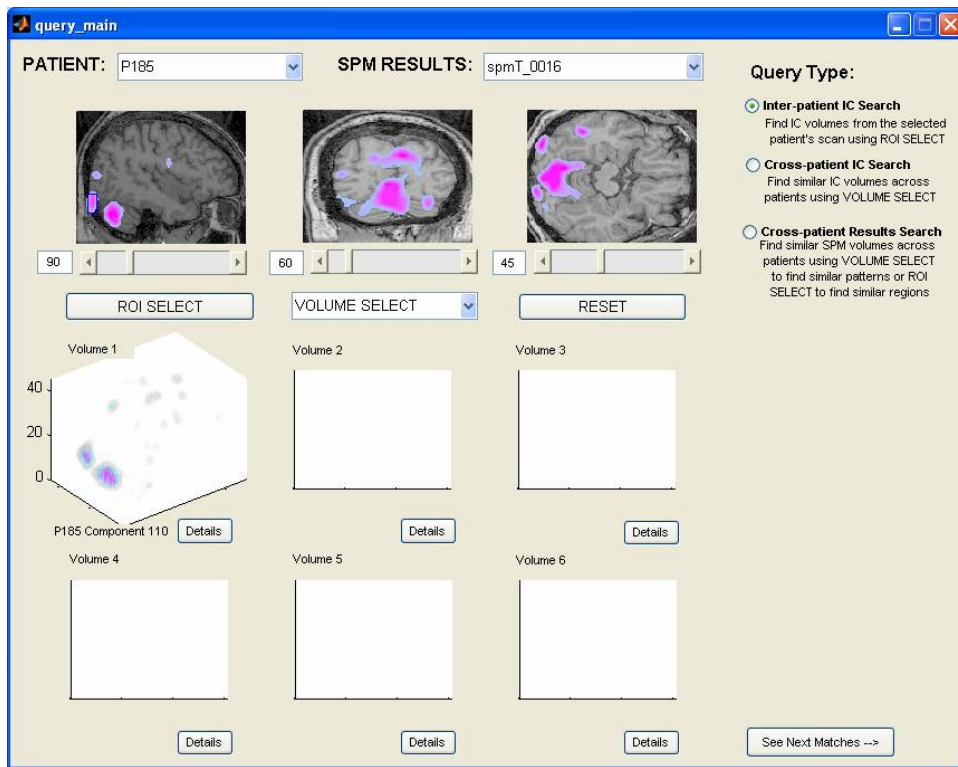 query_main
PATIENT: P185 SPM RESULTS: spmT_0016
Query Type:
Inter-patient IC Search
Find IC volumes from the selected
patient's scan using ROI SELECT
Cross-patient IC Search
Find similar IC volumes across
patients using VOLUME SELECT
Cross-patient Results Search
Find similar SPM volumes across
patients using VOLUME SELECT
to find similar patterns or ROI
SELECT to find similar regions
90 60 45
ROI SELECT VOLUME SELECT RESET
Volume 1 Volume 2 Volume 3
40
20
0
P185 Component 110 Details Details Details
Volume 4 Volume 5 Volume 6
Details Details Details
See Next Matches -->